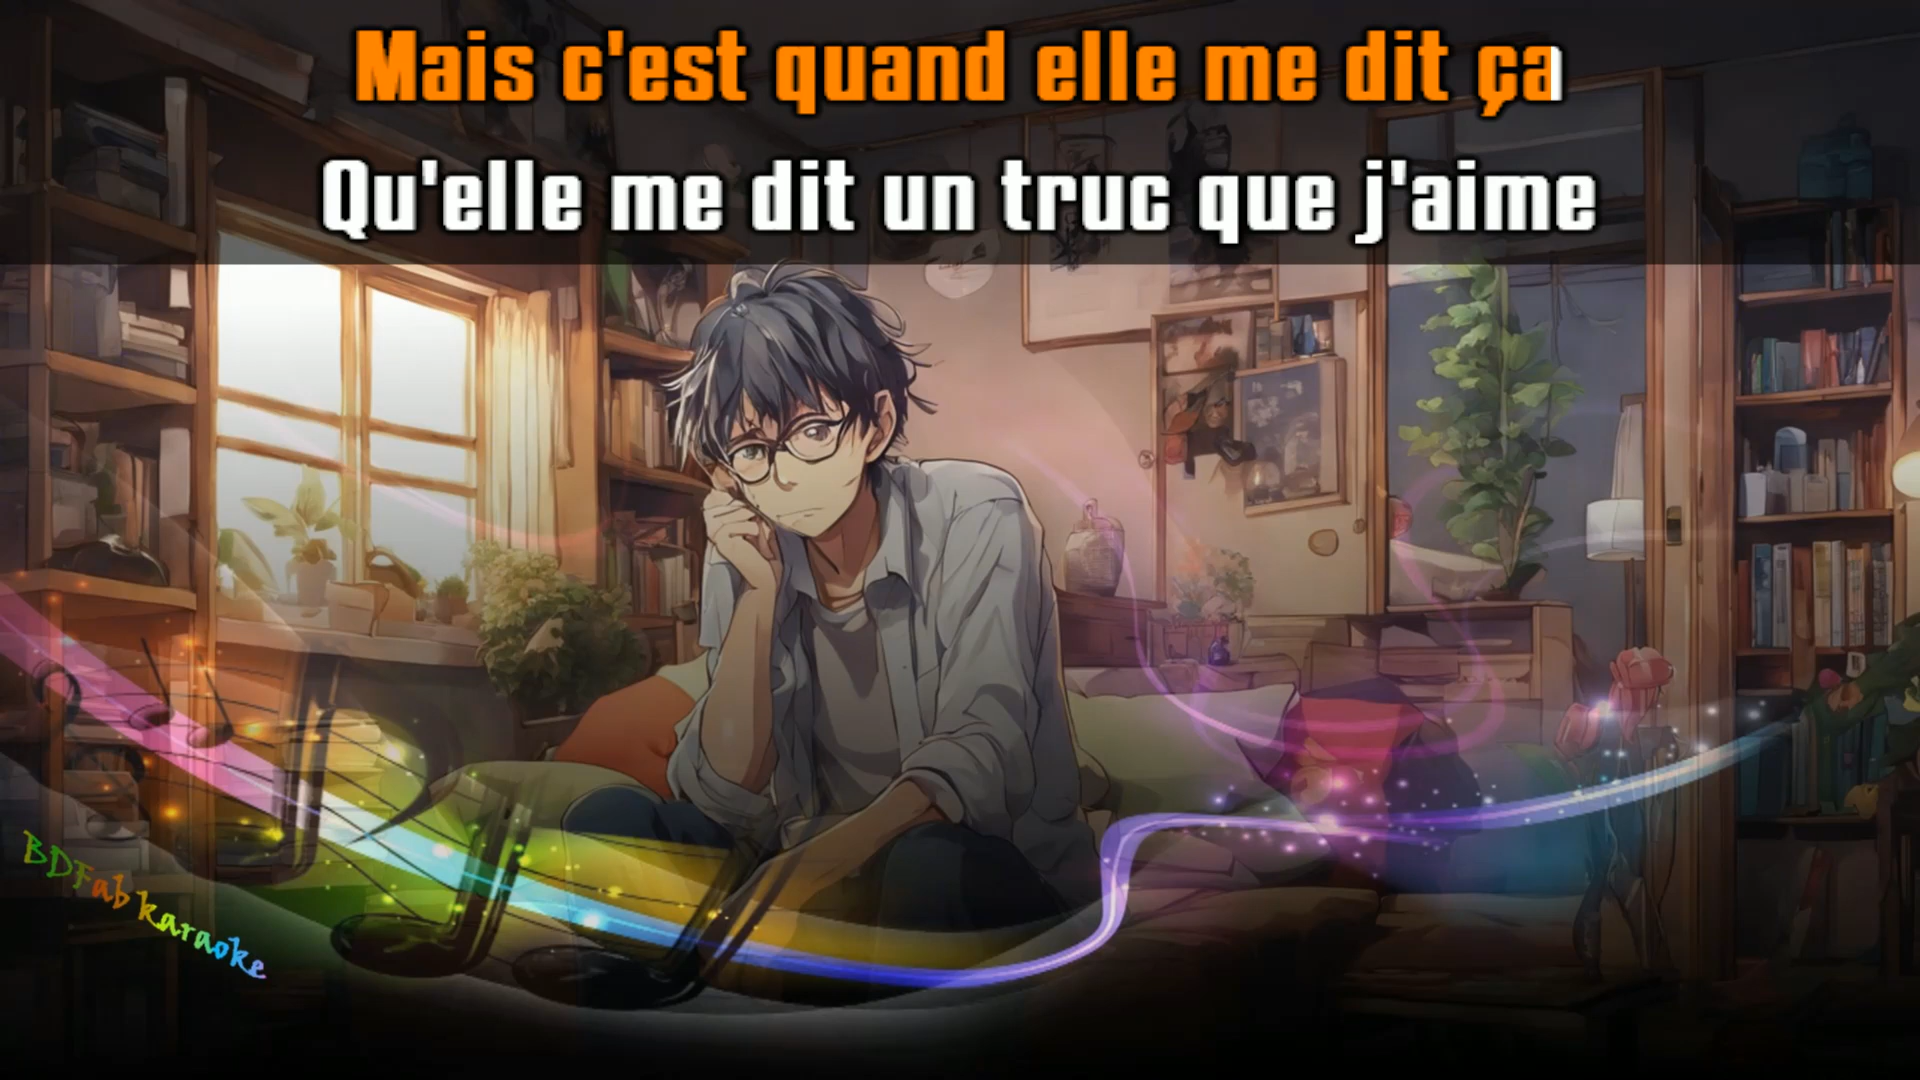 Mais c'est quand elle me dit ça
Qu'elle me dit un truc que j'aime
BDFab karaoke